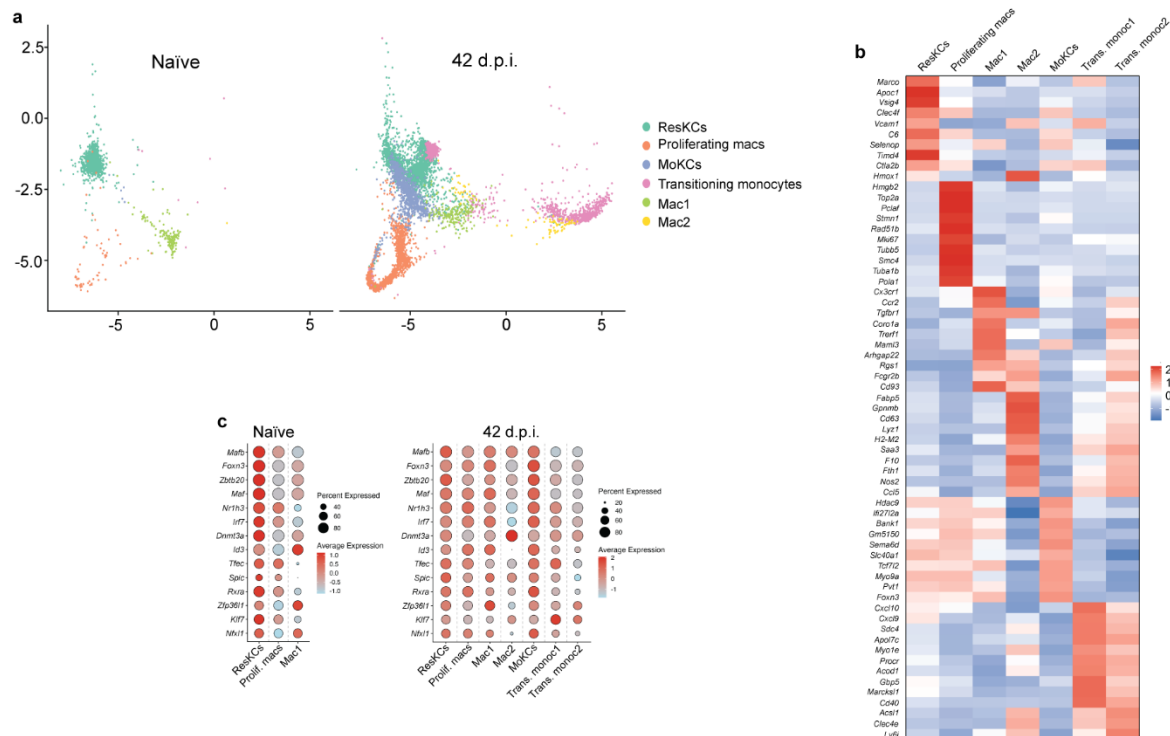 a
Naïve
42 d.p.i.
2.5
0.0
-2.5
-5.0
-5
0
5
-5
0
5
ResKCs
Proliferating macs
MoKCs
Transitioning monocytes
Mac1
Mac2
b
ResKCs
Proliferating macs
Mac1
Mac2
MoKCs
Trans. monoc1
Trans. monoc2
Marco
Apoc1
Vsig4
Clec4f
Vcam1
C6
Selenop
Timd4
Ctla2b
Hmox1
Hmgb2
Top2a
Pclaf
Stmn1
Rad51b
Mki67
Tubb5
Smc4
Tuba1b
Pola1
Cx3cr1
Ccr2
Tgfbr1
Coro1a
Trerf1
Maml3
Arhgap22
Rgs1
Fcgr2b
Cd93
Fabp5
Gpnmb
Cd63
Lyz1
H2-M2
Saa3
F10
Fth1
Nos2
Ccl5
Hdac9
Ifi27l2a
Bank1
Gm5150
Sema6d
Slc40a1
Tcf7l2
Myo9a
Pvt1
Foxn3
Cxcl10
Cxcl9
Sdc4
Apol7c
Myo1e
Procr
Acod1
Gbp5
Marcksl1
Cd40
Acsl1
Clec4e
2
1
0
c
Naïve
42 d.p.i.
Mafb
Foxn3
Zbtb20
Maf
Nr1h3
Irf7
Dnmt3a
Id3
Tfec
Spic
Rxra
Zfp36l1
Klf7
Nfxl1
ResKCs
Prolif. macs
Mac1
Percent Expressed
40
60
80
Average Expression
1.0
0.5
0.0
-0.5
-1.0
Mafb
Foxn3
Zbtb20
Maf
Nr1h3
Irf7
Dnmt3a
Id3
Tfec
Spic
Rxra
Zfp36l1
Klf7
Nfxl1
ResKCs
Prolif. macs
Mac1
Mac2
MoKCs
Trans. monoc1
Trans. monoc2
Percent Expressed
20
40
60
80
Average Expression
2
1
0
-1